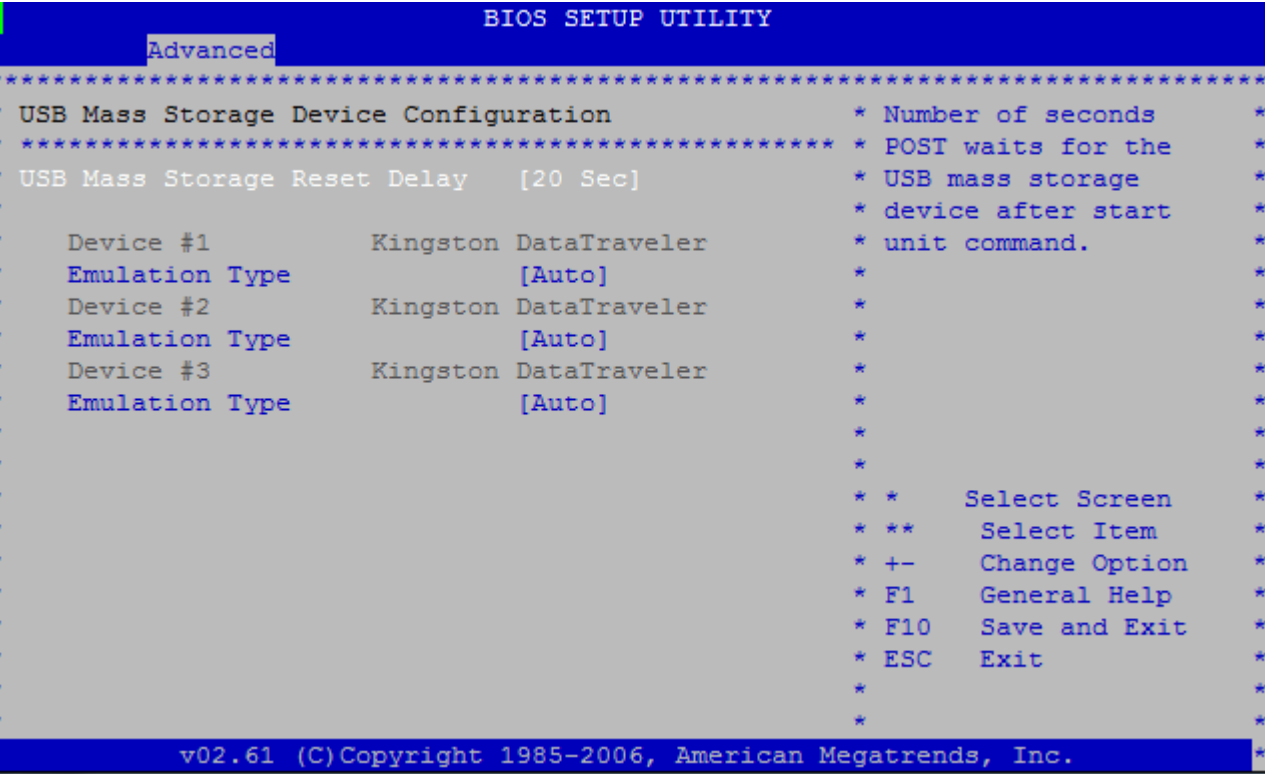 BIOS SETUP UTILITY
Advanced
********************************************************************************
USB Mass Storage Device Configuration * Number of seconds *
*************************************************** * POST waits for the *
USB Mass Storage Reset Delay [20 Sec] * USB mass storage *
* device after start *
Device #1 Kingston DataTraveler * unit command. *
Emulation Type [Auto] * *
Device #2 Kingston DataTraveler * *
Emulation Type [Auto] * *
Device #3 Kingston DataTraveler * *
Emulation Type [Auto] * *
* *
* *
* * Select Screen *
* ** Select Item *
* +- Change Option *
* F1 General Help *
* F10 Save and Exit *
* ESC Exit *
* *
* *
v02.61 (C)Copyright 1985-2006, American Megatrends, Inc. *